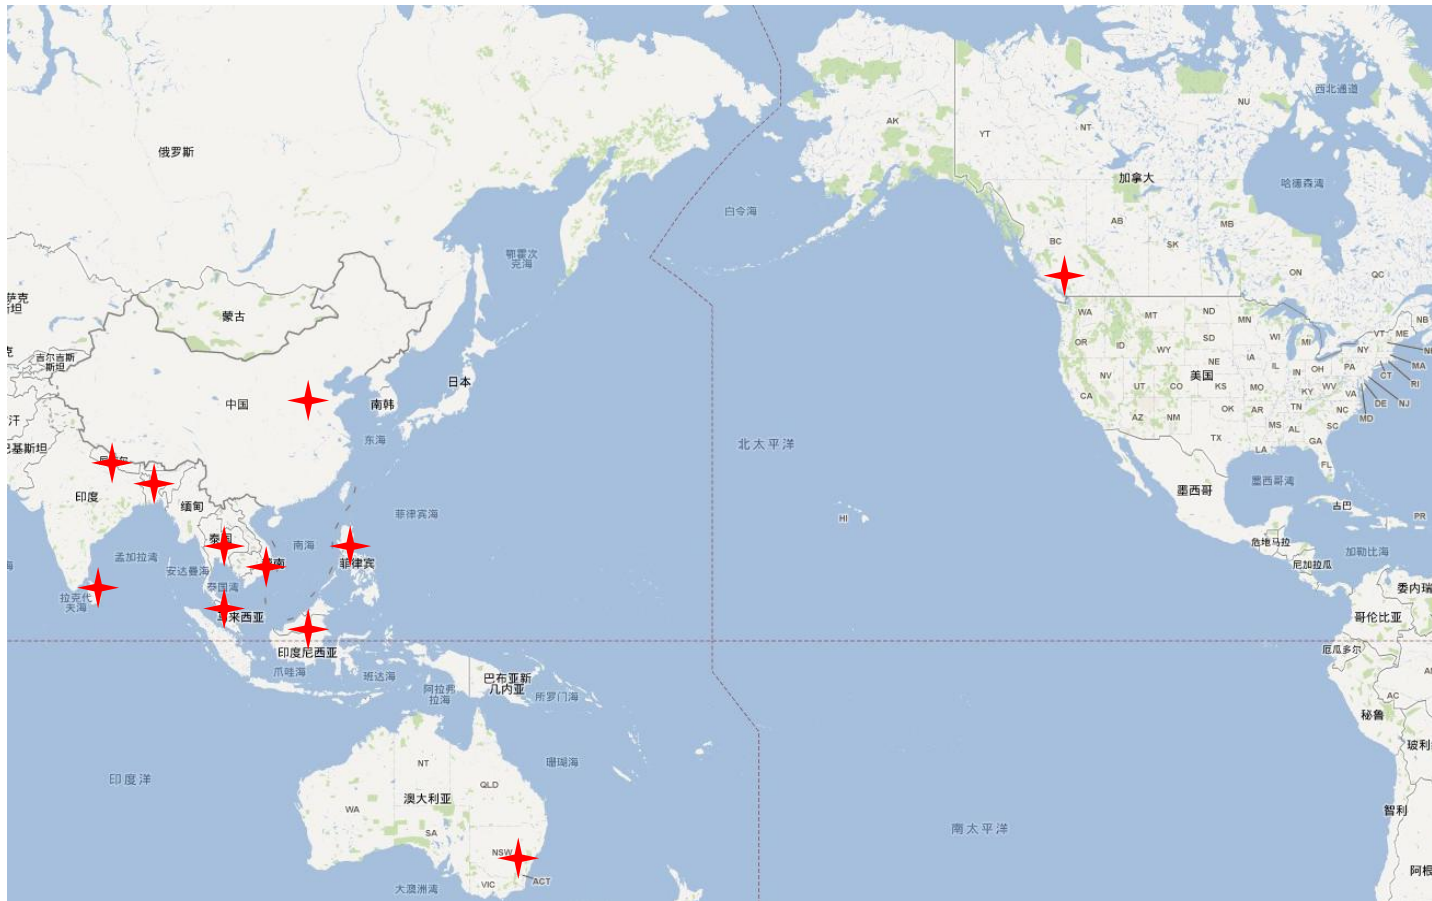 西北通道
NU
AK
YT
NT
俄罗斯
加拿大
哈德森湾
白令海
AB
MB
BC
SK
鄂霍次
克海
ON
QC
蒙古
WA
MT
ND
MN
NB
VT
ME
OR
ID
SD
WI
MI
NY
吉尔吉斯
斯坦
WY
NE
IA
MA
日本
NV
UT
CO
美国
KS
IL
IN
OH
PA
CT
RI
中国
南韩
CA
MO
KY
WV
VA
DE
NJ
AZ
NM
OK
AR
TN
NC
MD
东海
TX
MS
AL
SC
GA
北太平洋
LA
FL
巴基斯坦
印度
缅甸
墨西哥
墨西哥湾
古巴
菲律宾海
HI
PR
泰国
南海
危地马拉
加勒比海
孟加拉湾
安达曼海
菲律宾
尼加拉瓜
泰国湾
拉克代
夫海
委内瑞
马来西亚
哥伦比亚
印度尼西亚
厄瓜多尔
爪哇海
班达海
阿拉弗
拉海
巴布亚新
几内亚
所罗门海
AC
秘鲁
玻利
珊瑚海
印度洋
NT
QLD
WA
澳大利亚
智利
SA
南太平洋
NSW
阿根
VIC
ACT
大澳洲湾